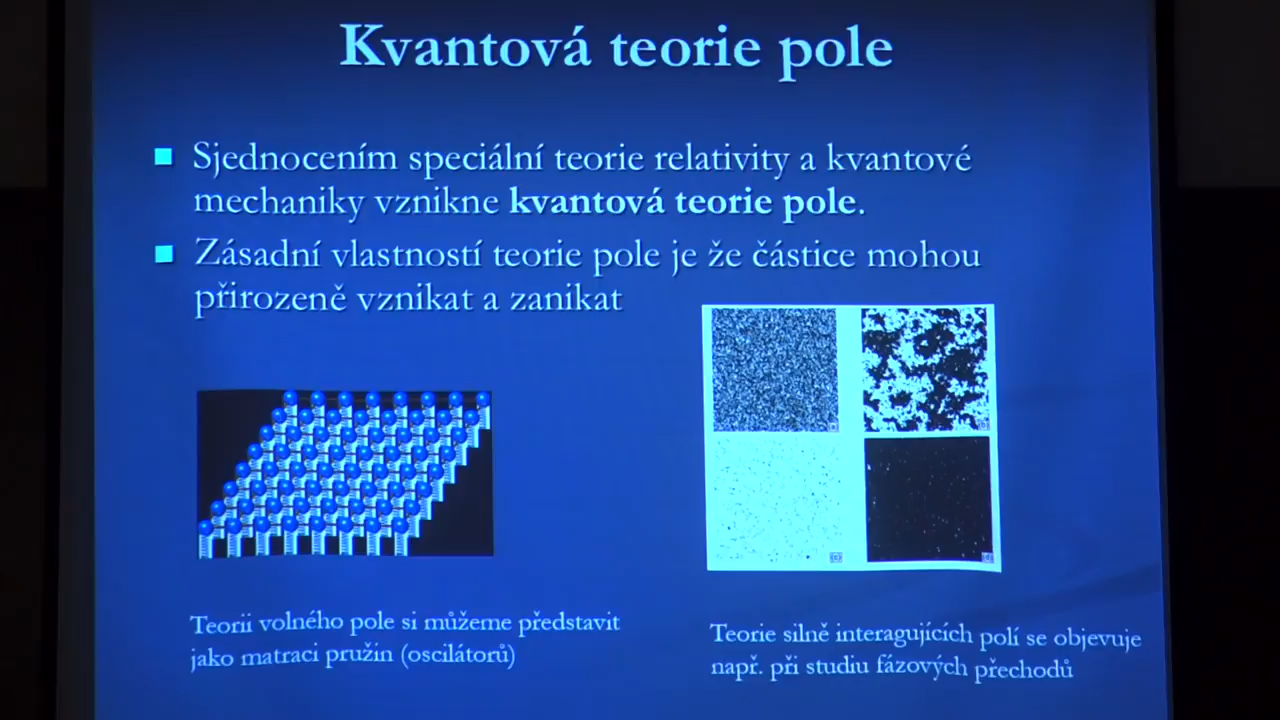 Kvantová teorie pole
Sjednocením speciální teorie relativity a kvantové
mechaniky vznikne kvantová teorie pole.
Zásadní vlastností teorie pole je že částice mohou
přirozeně vznikat a zanikat
Teorii volného pole si můžeme představit
jako matraci pružin (oscilátorů)
Teorie silně interagujících polí se objevuje
např. při studiu fázových přechodů